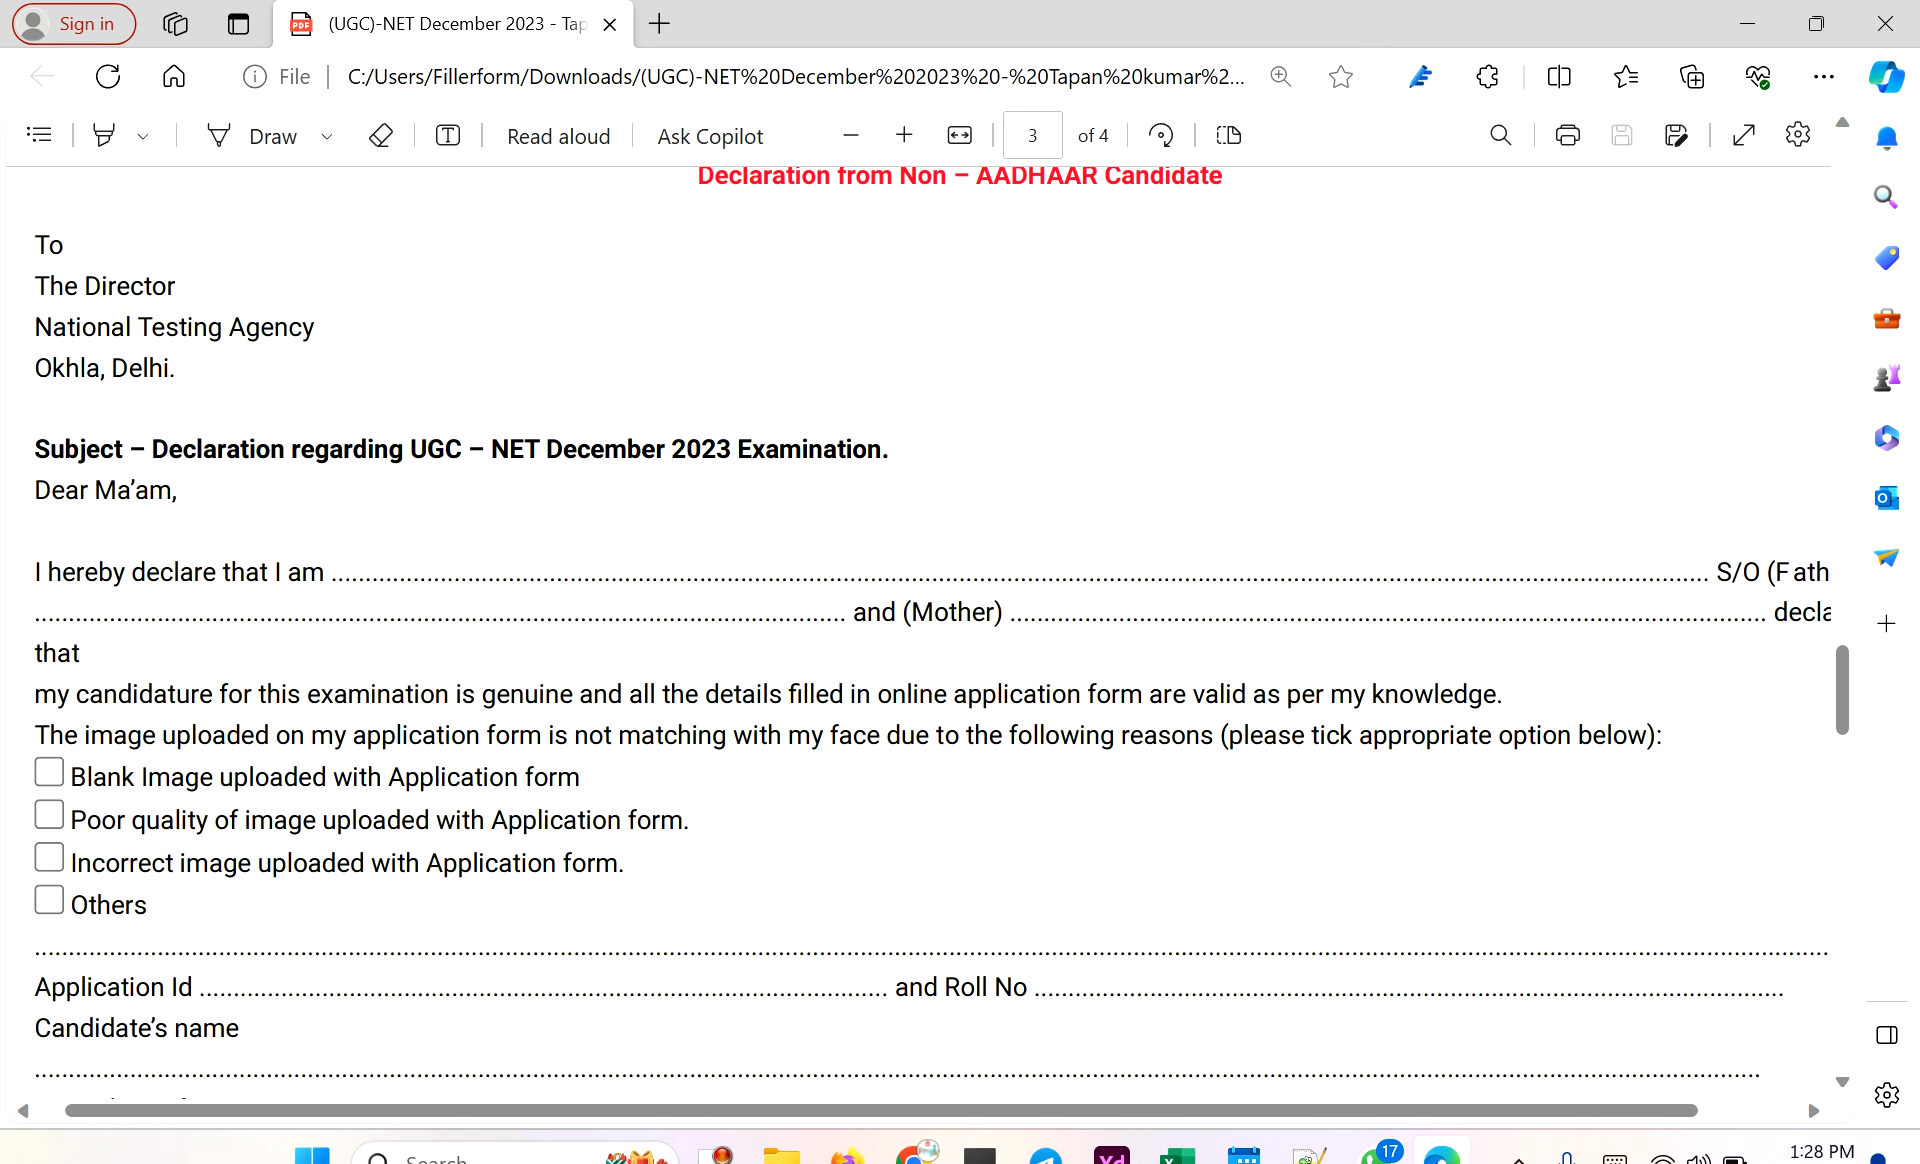 Sign in
(UGC)-NET December 2023 - Tap
File
C:/Users/Fillerform/Downloads/(UGC)-NET%20December%202023%20-%20Tapan%20kumar%2...
Draw
Read aloud
Ask Copilot
3 of 4
Declaration from Non – AADHAAR Candidate
To
The Director
National Testing Agency
Okhla, Delhi.
Subject – Declaration regarding UGC – NET December 2023 Examination.
Dear Ma'am,
I hereby declare that I am ........................................ S/O (Fath
........................................ and (Mother) ........................................ decla
that
my candidature for this examination is genuine and all the details filled in online application form are valid as per my knowledge.
The image uploaded on my application form is not matching with my face due to the following reasons (please tick appropriate option below):
Blank Image uploaded with Application form
Poor quality of image uploaded with Application form.
Incorrect image uploaded with Application form.
Others
........................................
Application Id ........................................ and Roll No ........................................
Candidate's name
........................................
Search
17
1:28 PM